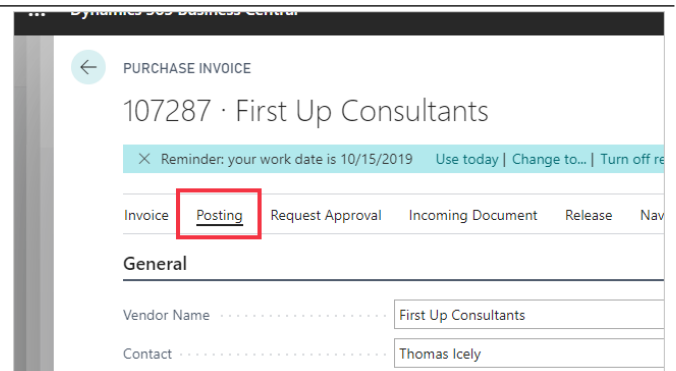 Dynamics 365 Business Central
PURCHASE INVOICE
107287 · First Up Consultants
Reminder: your work date is 10/15/2019 Use today | Change to... | Turn off re
Invoice Posting Request Approval Incoming Document Release Nav
General
Vendor Name First Up Consultants
Contact Thomas Icely